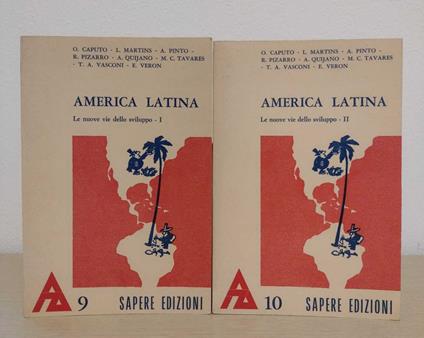 O. CAPUTO - L. MARTINS - A. PINTO -
R. PIZARRO - A. QUIJANO - M. C. TAVARES
- T. A. VASCONI - E. VERON
AMERICA LATINA
Le nuove vie dello sviluppo - I
9 SAPERE EDIZIONI
O. CAPUTO - L. MARTINS - A. PINTO -
R. PIZARRO - A. QUIJANO - M. C. TAVARES
- T. A. VASCONI - E. VERON
AMERICA LATINA
Le nuove vie dello sviluppo - II
10 SAPERE EDIZIONI